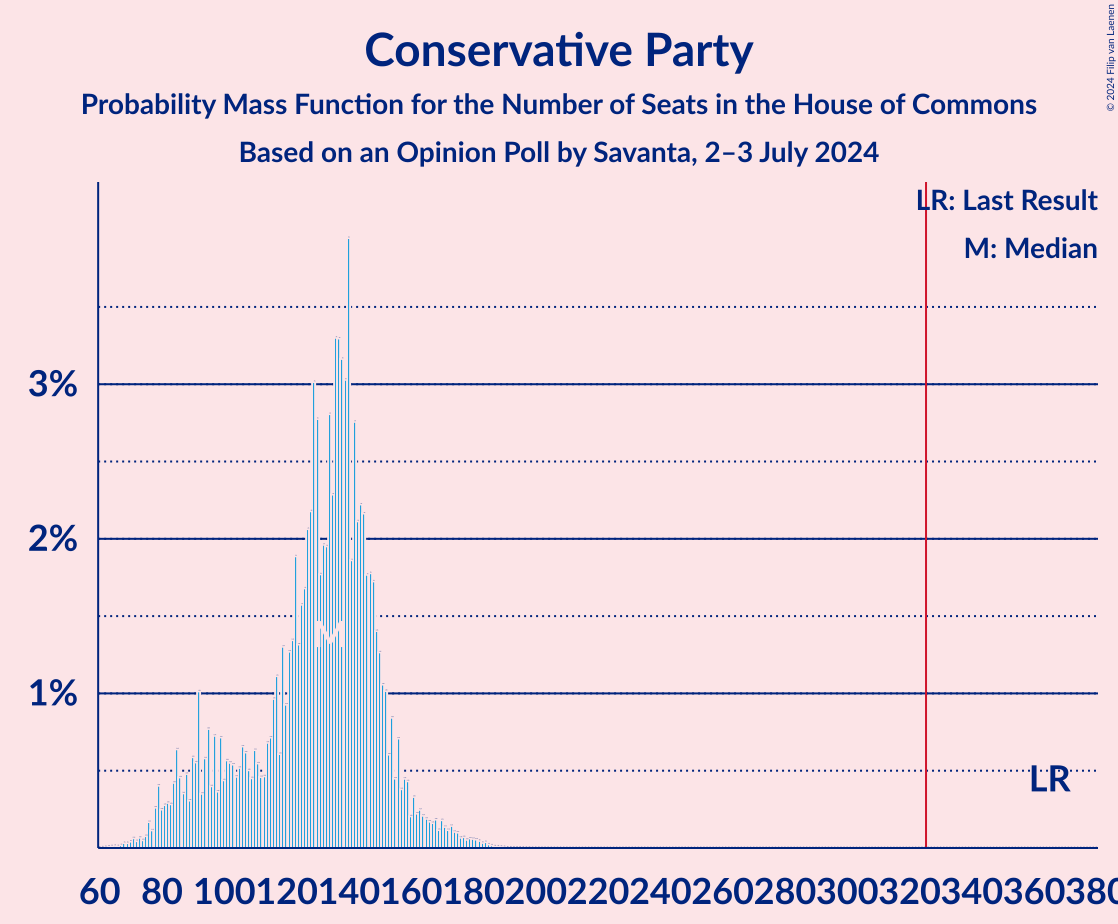 Conservative Party
Probability Mass Function for the Number of Seats in the House of Commons
Based on an Opinion Poll by Savanta, 2–3 July 2024
© 2024 Filip van Laenen
LR: Last Result
M: Median
3%
2%
1%
M
LR
60 80 100 120 140 160 180 200 220 240 260 280 300 320 340 360 380